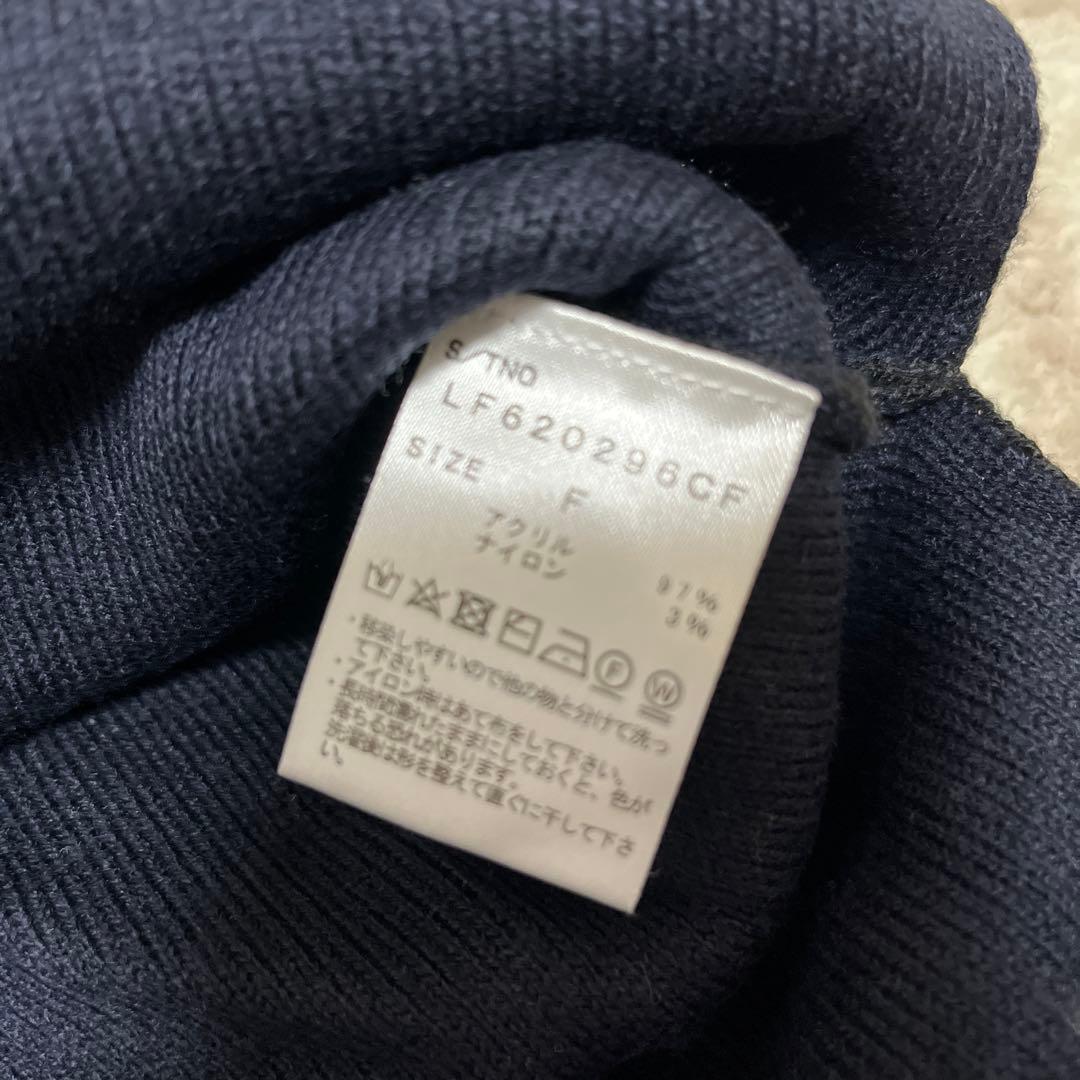 S/TNO
LF620296CF
SIZE F
アクリル 97%
ナイロン 3%
F W
・移染しやすいので他の物と分けて洗っ
て下さい。
・アイロン時はあて布をして下さい。
・長時間濡れたままにしておくと、色が
落ちる恐れがあります。
洗濯後は形を整えて直ぐに干して下さ
い。